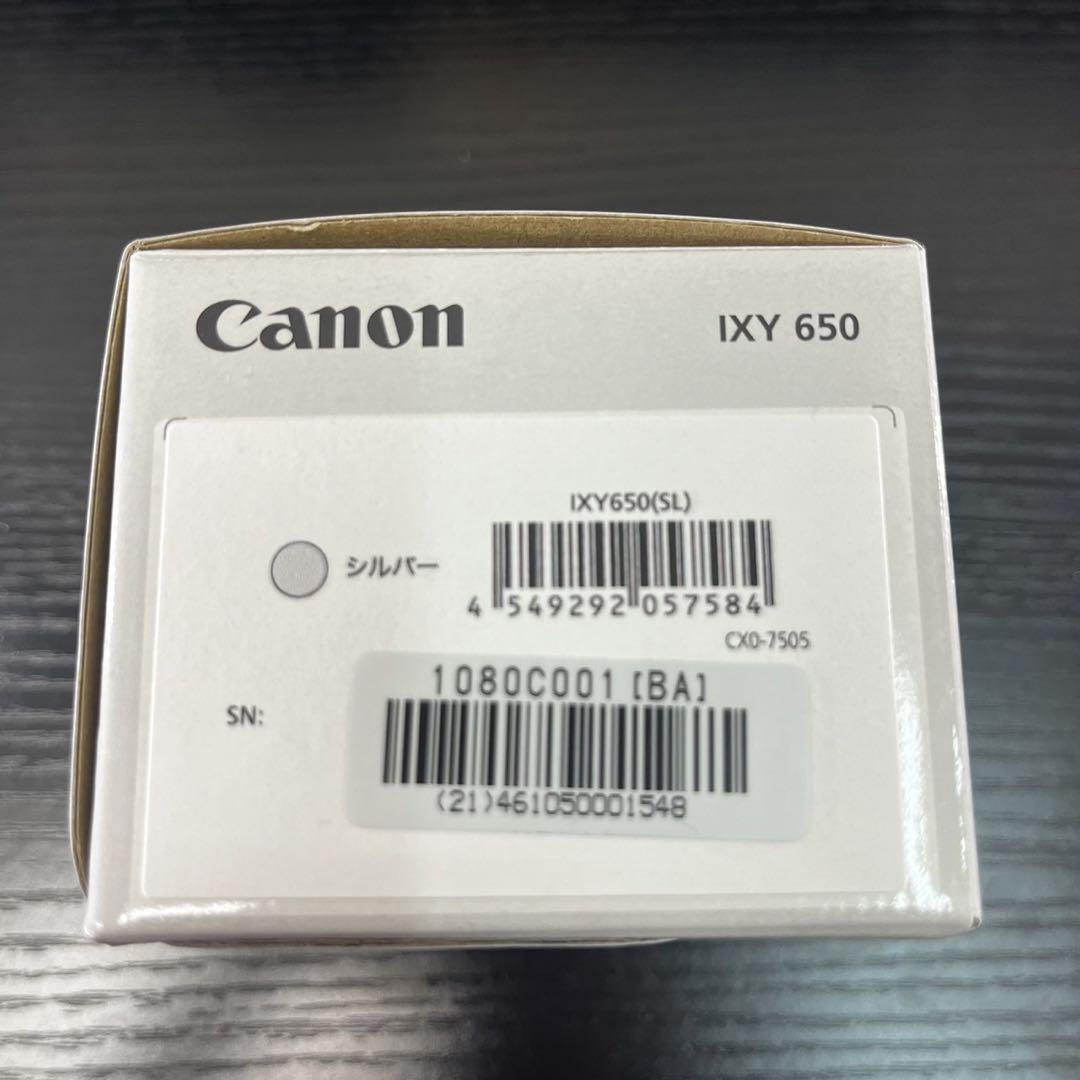 Canon
IXY 650
IXY650(SL)
シルバー
4 549292 057584
CX0-7505
1080C001 [BA]
SN:
(21)461050001548